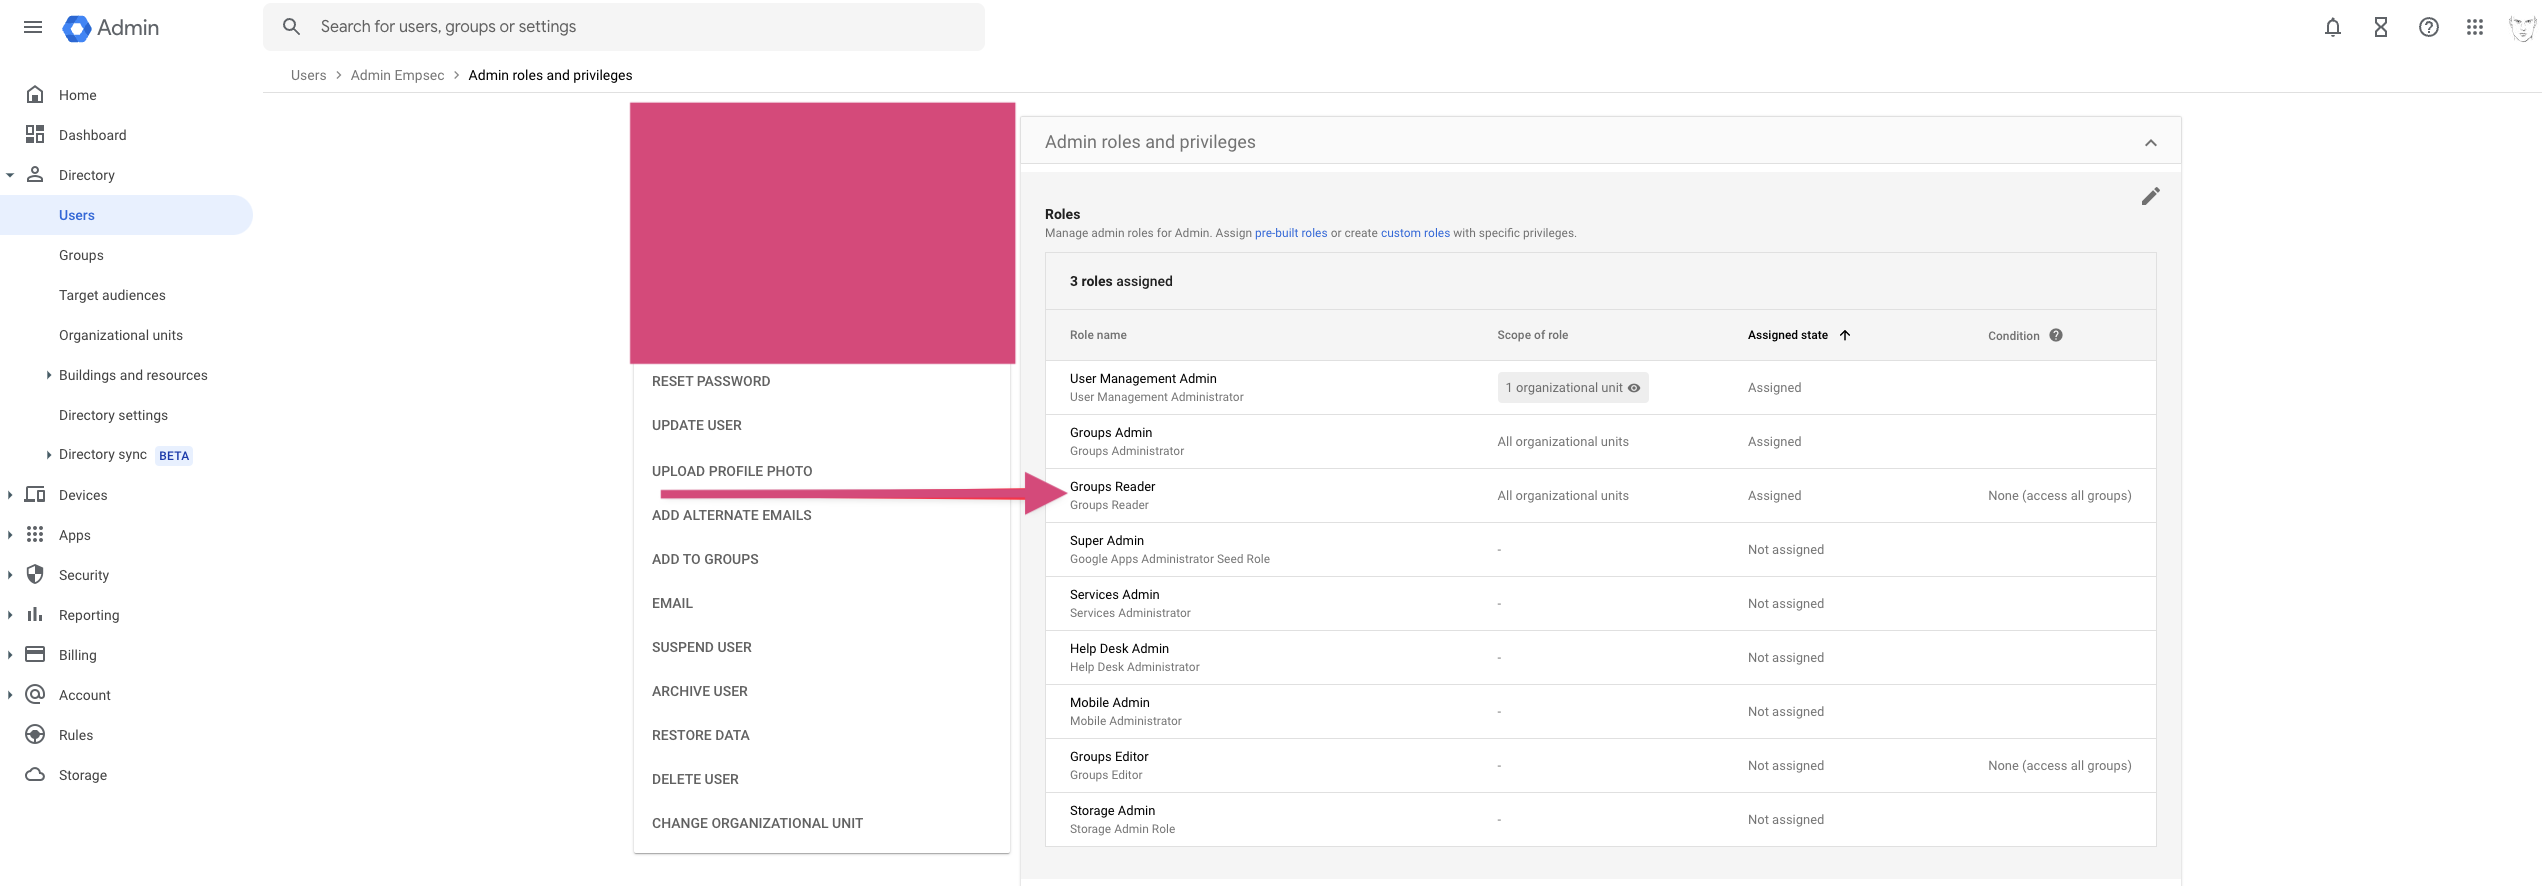 Admin
Search for users, groups or settings
Users > Admin Empsec > Admin roles and privileges
Home
Dashboard
Directory
Users
Groups
Target audiences
Organizational units
Buildings and resources
Directory settings
Directory sync BETA
Devices
Apps
Security
Reporting
Billing
Account
Rules
Storage
RESET PASSWORD
UPDATE USER
UPLOAD PROFILE PHOTO
ADD ALTERNATE EMAILS
ADD TO GROUPS
EMAIL
SUSPEND USER
ARCHIVE USER
RESTORE DATA
DELETE USER
CHANGE ORGANIZATIONAL UNIT
Admin roles and privileges
Roles
Manage admin roles for Admin. Assign pre-built roles or create custom roles with specific privileges.
3 roles assigned
Role name Scope of role Assigned state Condition
User Management Admin
User Management Administrator
1 organizational unit Assigned
Groups Admin
Groups Administrator
All organizational units Assigned
Groups Reader
Groups Reader
All organizational units Assigned None (access all groups)
Super Admin
Google Apps Administrator Seed Role
- Not assigned
Services Admin
Services Administrator
- Not assigned
Help Desk Admin
Help Desk Administrator
- Not assigned
Mobile Admin
Mobile Administrator
- Not assigned
Groups Editor
Groups Editor
- Not assigned None (access all groups)
Storage Admin
Storage Admin Role
- Not assigned